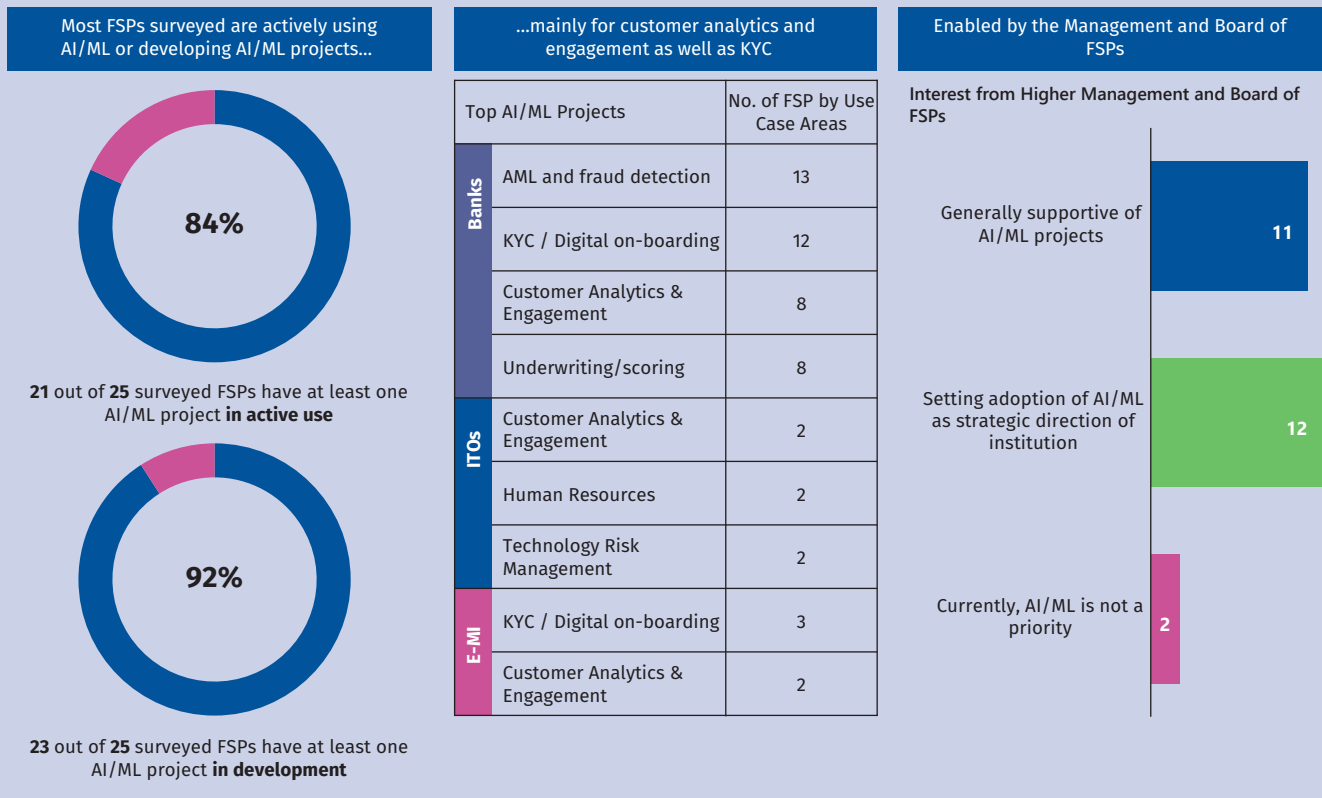 Most FSPs surveyed are actively using
AI/ML or developing AI/ML projects...
84%
21 out of 25 surveyed FSPs have at least one
AI/ML project in active use
92%
23 out of 25 surveyed FSPs have at least one
AI/ML project in development
...mainly for customer analytics and
engagement as well as KYC
Top AI/ML Projects
No. of FSP by Use
Case Areas
Banks
AML and fraud detection
13
KYC / Digital on-boarding
12
Customer Analytics &
Engagement
8
Underwriting/scoring
8
ITOs
Customer Analytics &
Engagement
2
Human Resources
2
Technology Risk
Management
2
E-MI
KYC / Digital on-boarding
3
Customer Analytics &
Engagement
2
Enabled by the Management and Board of
FSPs
Interest from Higher Management and Board of
FSPs
Generally supportive of
AI/ML projects
11
Setting adoption of AI/ML
as strategic direction of
institution
12
Currently, AI/ML is not a
priority
2